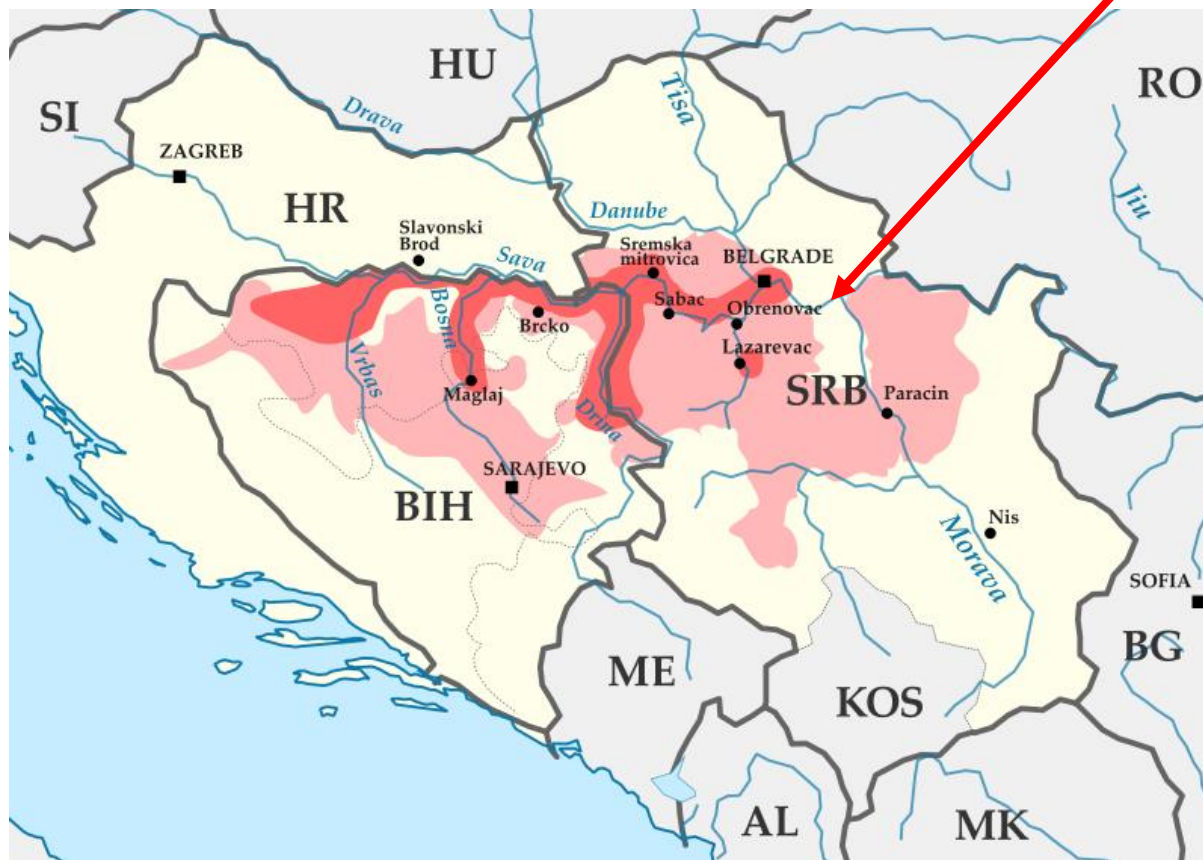 HU
RO
SI
Drava
Tisa
ZAGREB
Jiu
HR
Danube
Slavonski
Brod
Sava
Sremska
mitrovica
BELGRADE
Bosna
Sabac
Obrenovac
Brcko
Vrbas
Lazarevac
Maglaj
SRB
Paracin
Drina
SARAJEVO
BIH
Nis
Morava
SOFIA
BG
ME
KOS
AL
MK